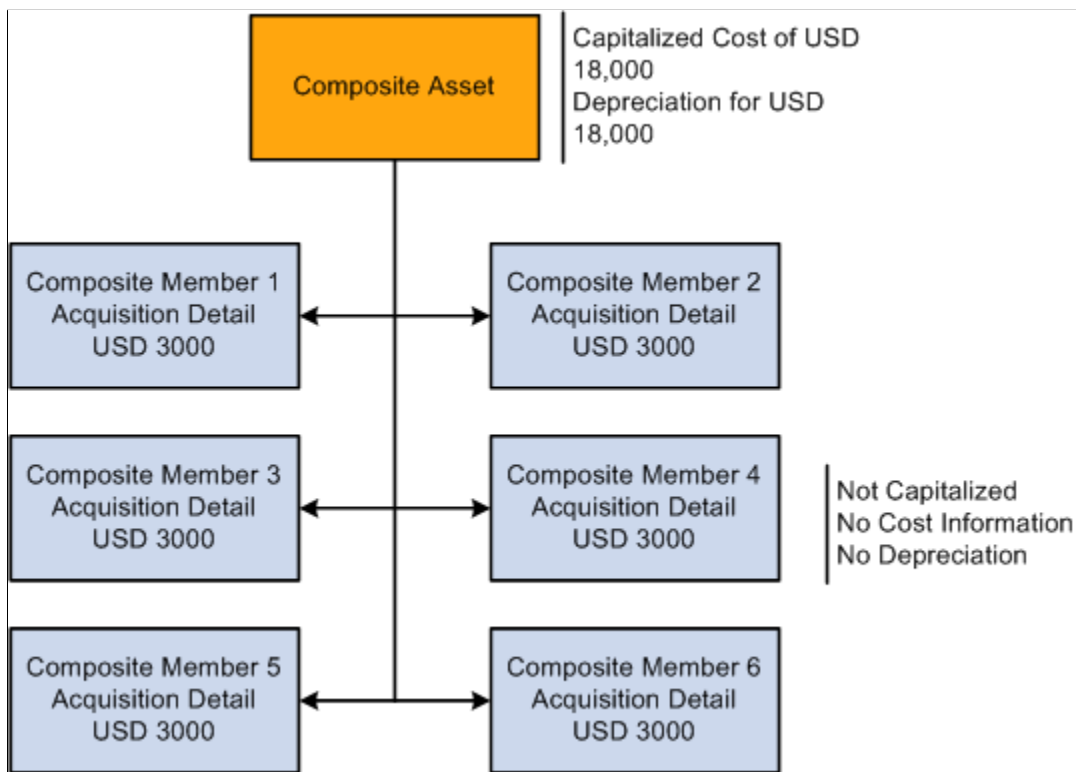 Composite Asset
Capitalized Cost of USD
18,000
Depreciation for USD
18,000
Composite Member 1
Acquisition Detail
USD 3000
Composite Member 2
Acquisition Detail
USD 3000
Composite Member 3
Acquisition Detail
USD 3000
Composite Member 4
Acquisition Detail
USD 3000
Not Capitalized
No Cost Information
No Depreciation
Composite Member 5
Acquisition Detail
USD 3000
Composite Member 6
Acquisition Detail
USD 3000